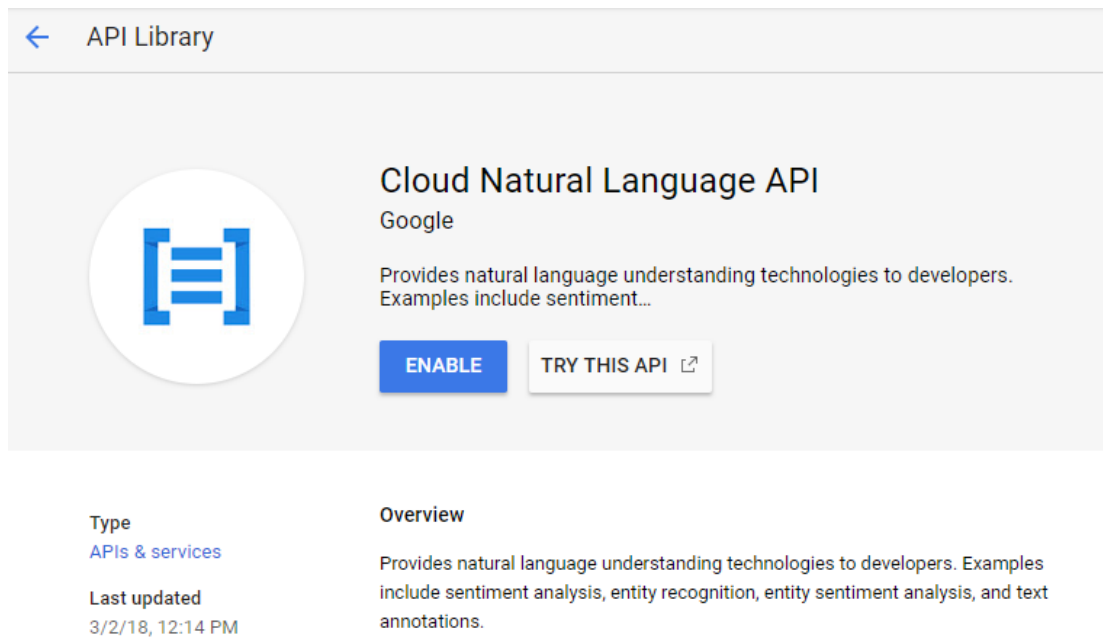 API Library
Cloud Natural Language API
Google
Provides natural language understanding technologies to developers.
Examples include sentiment...
ENABLE
TRY THIS API
Type
APIs & services
Last updated
3/2/18, 12:14 PM
Overview
Provides natural language understanding technologies to developers. Examples
include sentiment analysis, entity recognition, entity sentiment analysis, and text
annotations.